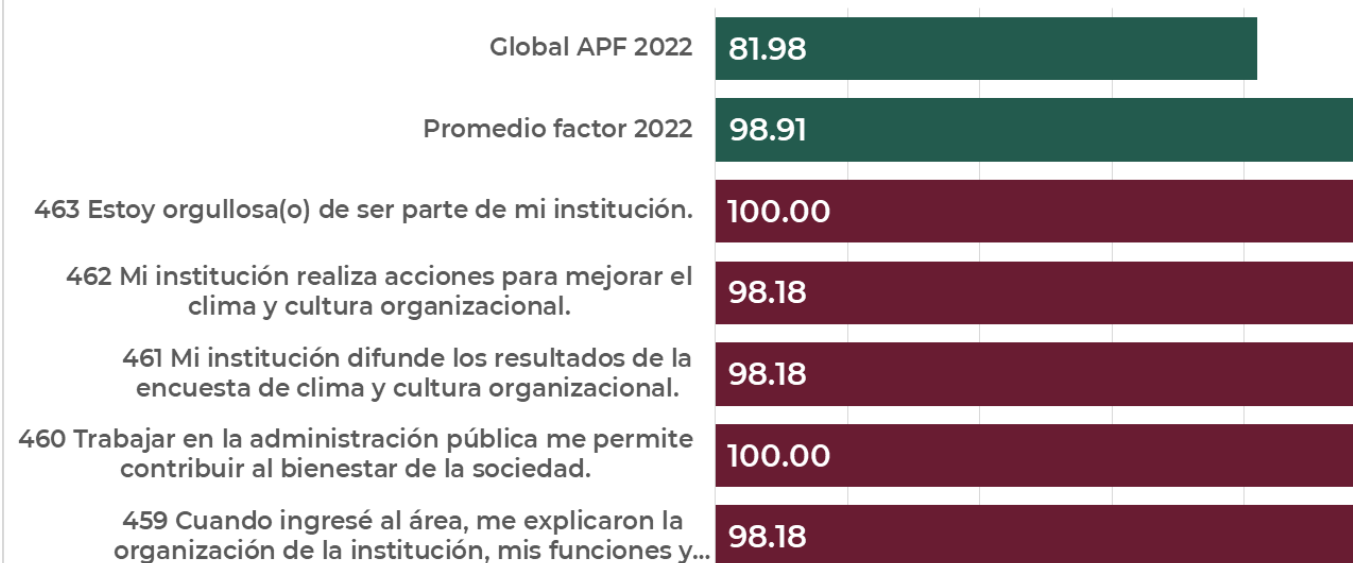 Global APF 2022 81.98
Promedio factor 2022 98.91
463 Estoy orgullosa(o) de ser parte de mi institución. 100.00
462 Mi institución realiza acciones para mejorar el
clima y cultura organizacional. 98.18
461 Mi institución difunde los resultados de la
encuesta de clima y cultura organizacional. 98.18
460 Trabajar en la administración pública me permite
contribuir al bienestar de la sociedad. 100.00
459 Cuando ingresé al área, me explicaron la
organización de la institución, mis funciones y... 98.18